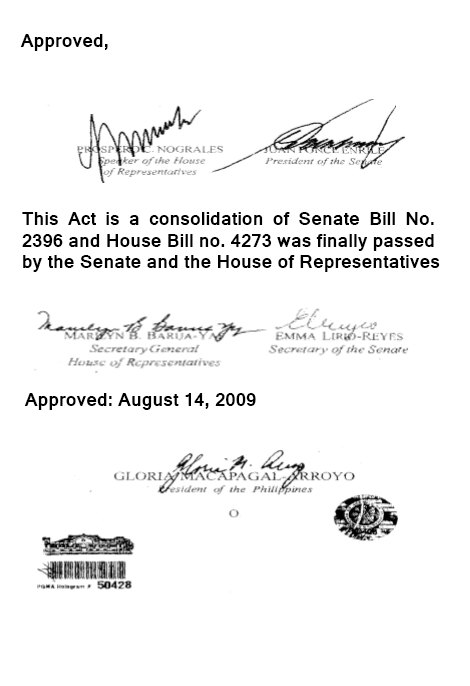 Approved,
PROSPERO C. NOGRALES
Speaker of the House
of Representatives
JUAN PONCE ENRILE
President of the Senate
This Act is a consolidation of Senate Bill No.
2396 and House Bill no. 4273 was finally passed
by the Senate and the House of Representatives
MARILYN B. BARUA-YAP
Secretary General
House of Representatives
EMMA LIRIO-REYES
Secretary of the Senate
Approved: August 14, 2009
GLORIA MACAPAGAL-ARROYO
President of the Philippines
O
PGMA Hologram # 50428